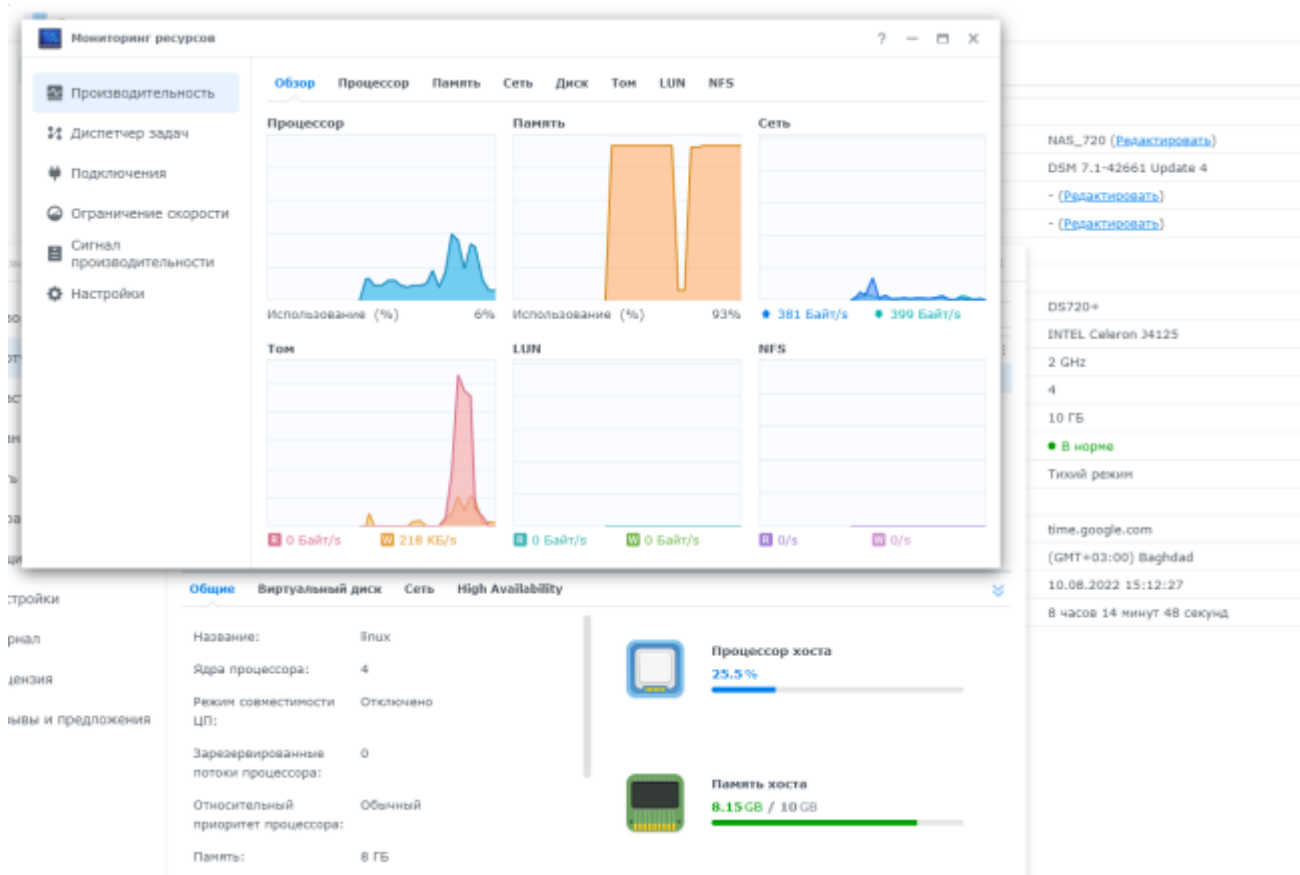 Мониторинг ресурсов
?
Производительность
Диспетчер задач
Подключения
Ограничение скорости
Сигнал
производительности
Настройки
Обзор Процессор Память Сеть Диск Том LUN NFS
Процессор
Использование (%) 6%
Память
Использование (%) 93%
Сеть
381 Байт/s 399 Байт/s
Том
R 0 Байт/s W 218 КБ/s
LUN
R 0 Байт/s W 0 Байт/s
NFS
R 0/s W 0/s
NAS_720 (Редактировать)
DSM 7.1-42661 Update 4
- (Редактировать)
- (Редактировать)
DS720+
INTEL Celeron J4125
2 GHz
4
10 ГБ
В норме
Тихий режим
time.google.com
(GMT+03:00) Baghdad
10.08.2022 15:12:27
8 часов 14 минут 48 секунд
стройки
рнал
цензия
зывы и предложения
Общие Виртуальный диск Сеть High Availability
Название: linux
Ядра процессора: 4
Режим совместимости Отключено
ЦП:
Зарезервированные 0
потоки процессора:
Относительный Обычный
приоритет процессора:
Память: 8 ГБ
Процессор хоста
25.5%
Память хоста
8.15GB / 10 GB